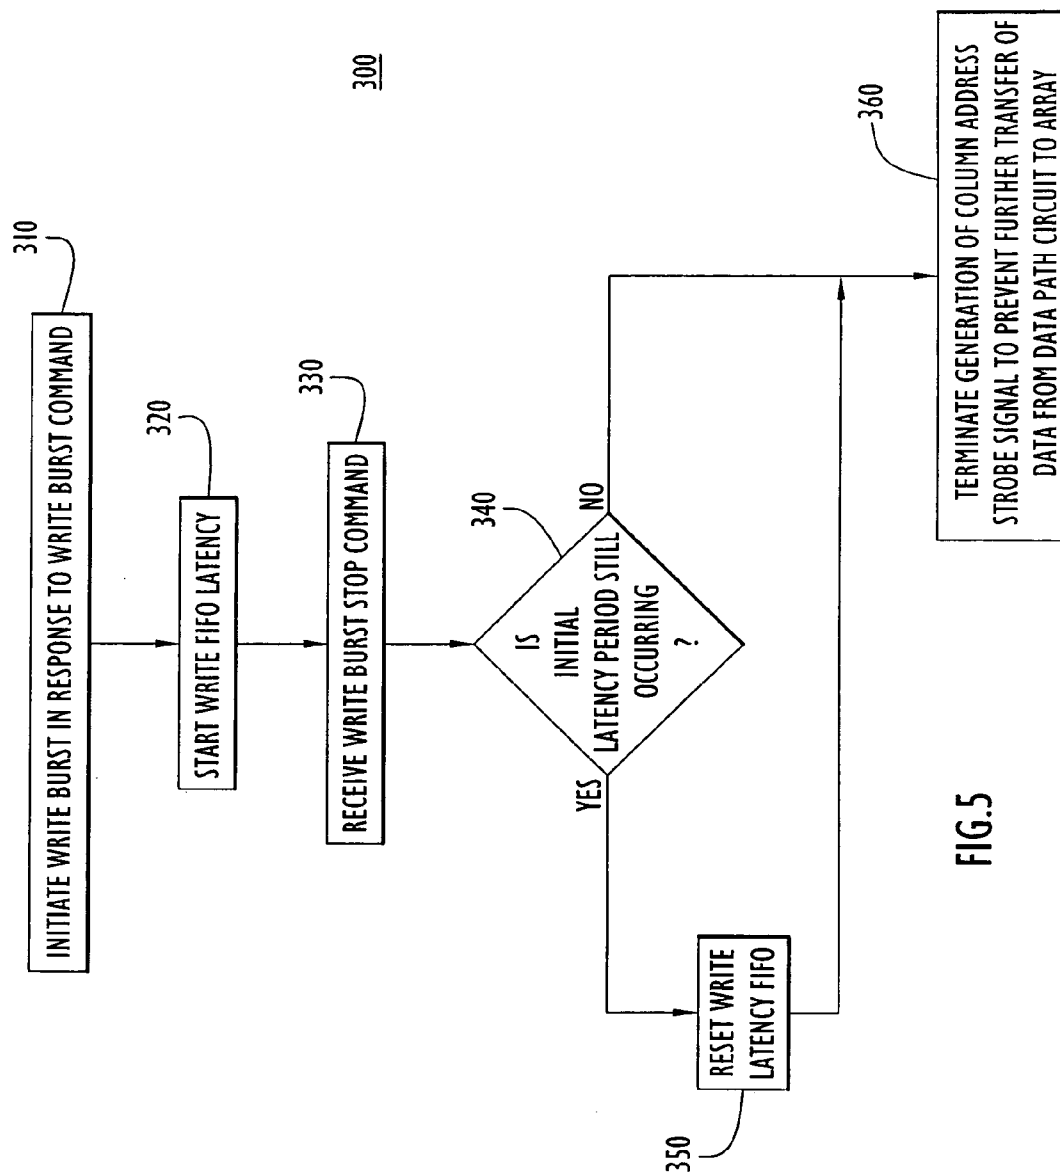 300
310
INITIATE WRITE BURST IN RESPONSE TO WRITE BURST COMMAND
320
START WRITE FIFO LATENCY
330
RECEIVE WRITE BURST STOP COMMAND
340
IS
INITIAL
LATENCY PERIOD STILL
OCCURRING
?
YES
NO
350
RESET WRITE
LATENCY FIFO
360
TERMINATE GENERATION OF COLUMN ADDRESS
STROBE SIGNAL TO PREVENT FURTHER TRANSFER OF
DATA FROM DATA PATH CIRCUIT TO ARRAY
FIG.5